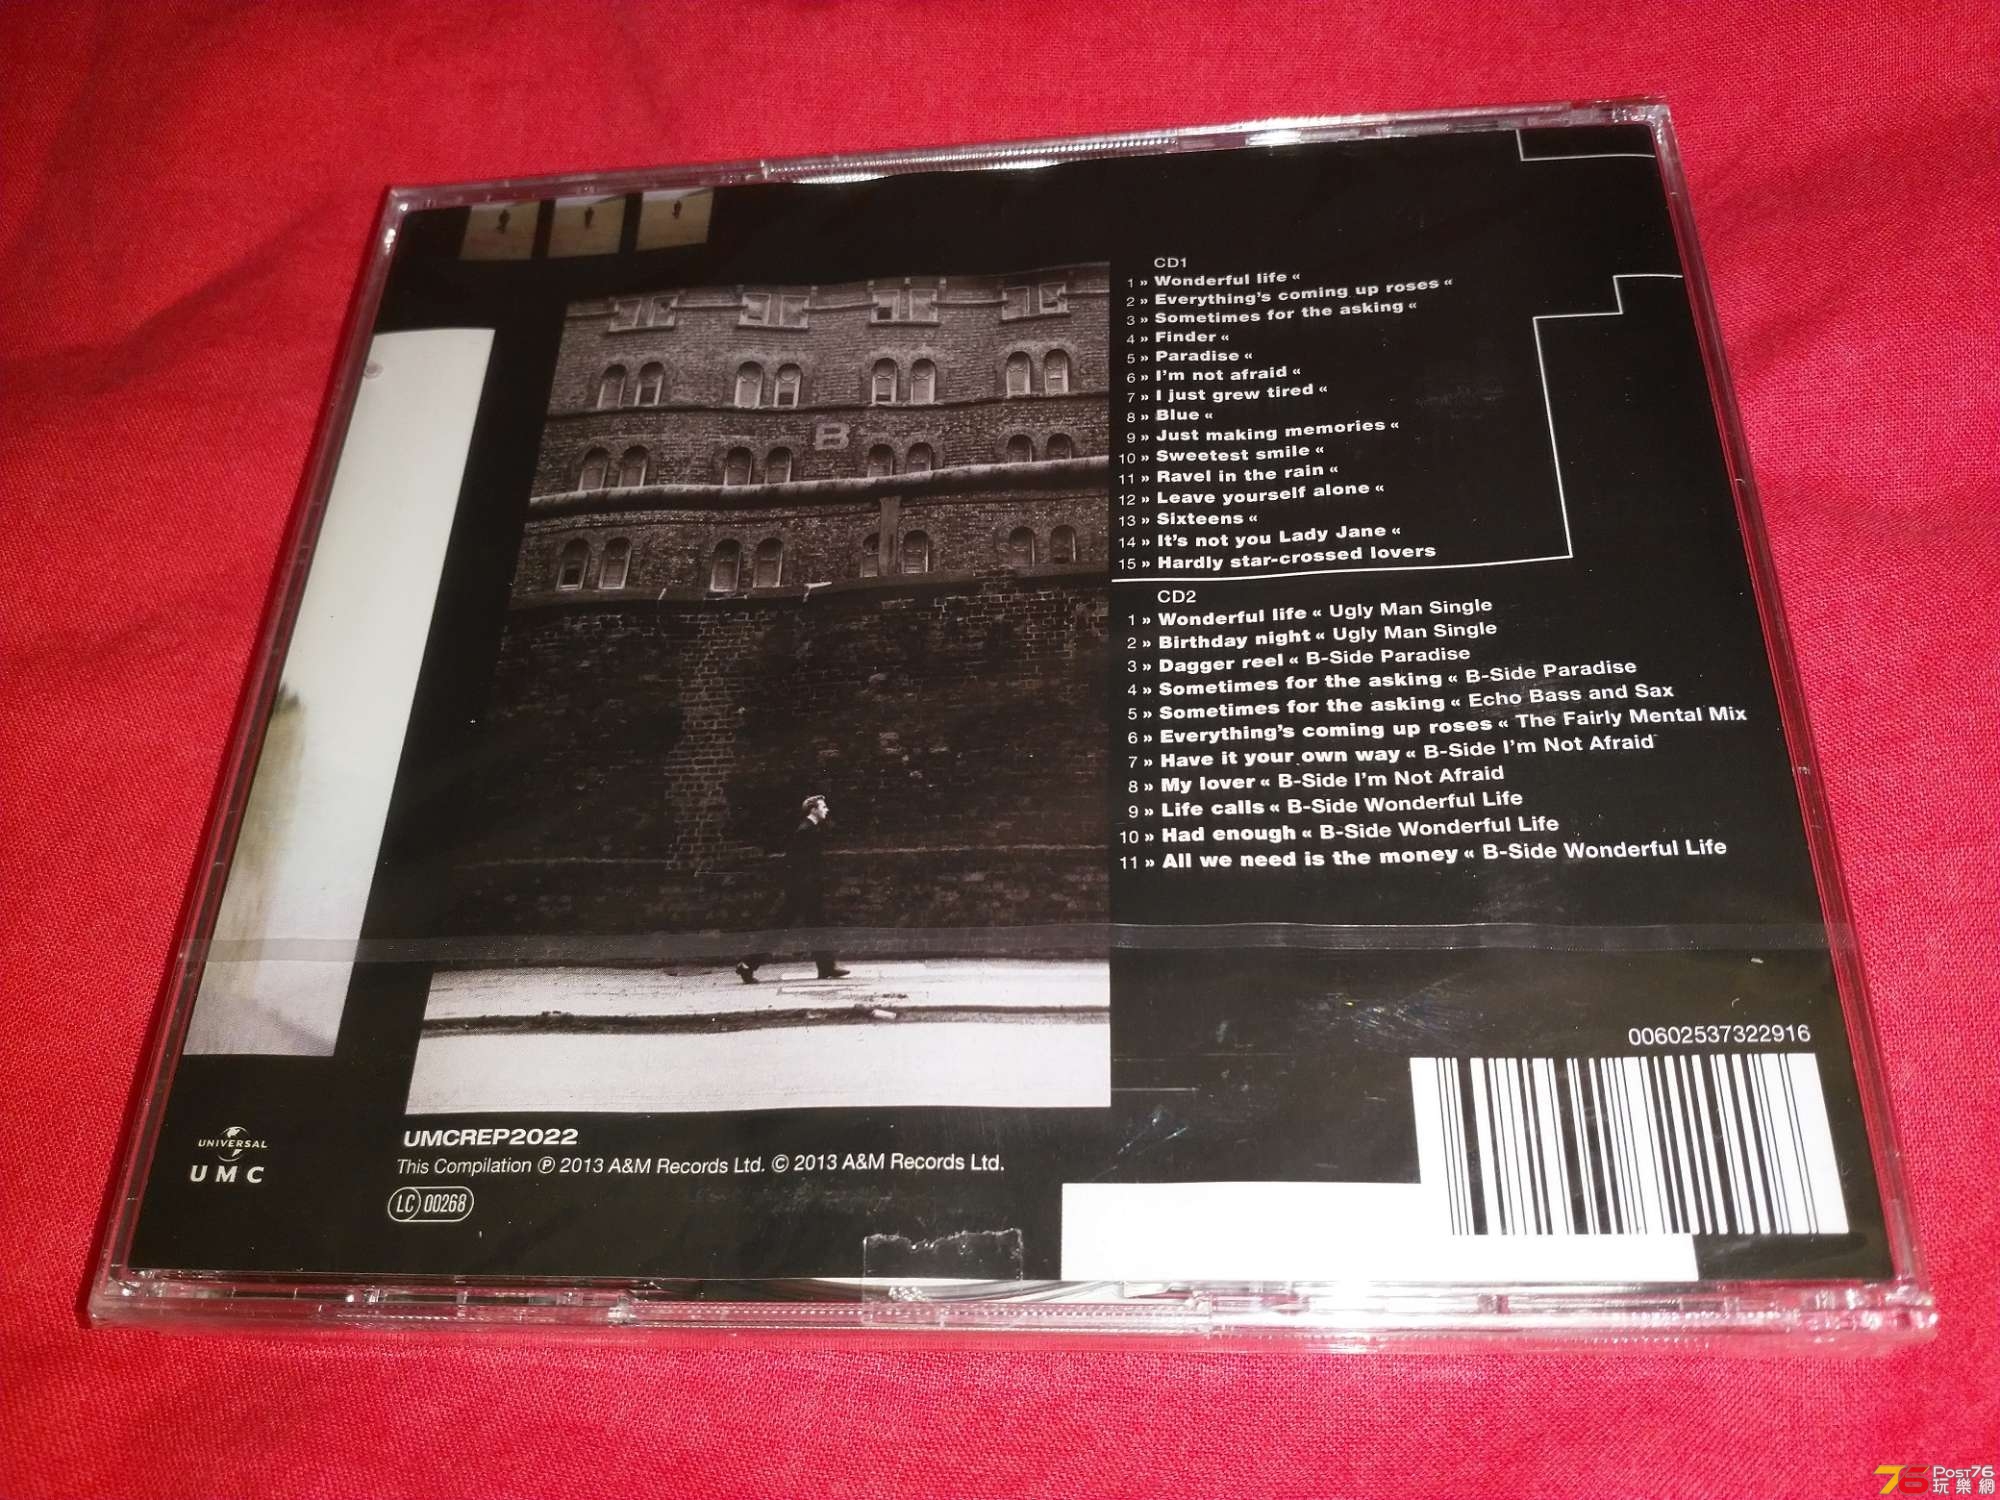 B
CD1
1 » Wonderful life «
2 » Everything's coming up roses «
3 » Sometimes for the asking «
4 » Finder «
5 » Paradise «
6 » I'm not afraid «
7 » I just grew tired «
8 » Blue «
9 » Just making memories «
10 » Sweetest smile «
11 » Ravel in the rain «
12 » Leave yourself alone «
13 » Sixteens «
14 » It's not you Lady Jane «
15 » Hardly star-crossed lovers
CD2
1 » Wonderful life « Ugly Man Single
2 » Birthday night « Ugly Man Single
3 » Dagger reel « B-Side Paradise
4 » Sometimes for the asking « B-Side Paradise
5 » Sometimes for the asking « Echo Bass and Sax
6 » Everything's coming up roses « The Fairly Mental Mix
7 » Have it your own way « B-Side I'm Not Afraid
8 » My lover « B-Side I'm Not Afraid
9 » Life calls « B-Side Wonderful Life
10 » Had enough « B-Side Wonderful Life
11 » All we need is the money « B-Side Wonderful Life
00602537322916
UNIVERSAL
UMC
UMCREP2022
This Compilation ℗ 2013 A&M Records Ltd. © 2013 A&M Records Ltd.
LC 00268
76 Post76
玩樂網